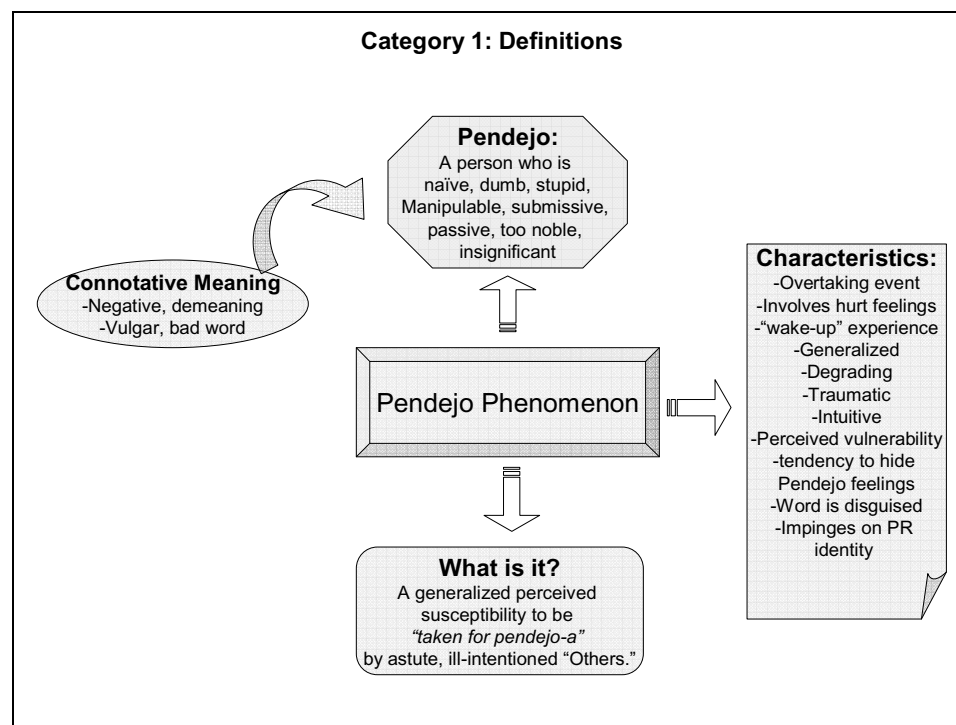 Category 1: Definitions
Pendejo:
A person who is
naïve, dumb, stupid,
Manipulable, submissive,
passive, too noble,
insignificant
Connotative Meaning
-Negative, demeaning
-Vulgar, bad word
Pendejo Phenomenon
Characteristics:
-Overtaking event
-Involves hurt feelings
-“wake-up” experience
-Generalized
-Degrading
-Traumatic
-Intuitive
-Perceived vulnerability
-tendency to hide
Pendejo feelings
-Word is disguised
-Impinges on PR
identity
What is it?
A generalized perceived
susceptibility to be
“taken for pendejo-a”
by astute, ill-intentioned “Others.”